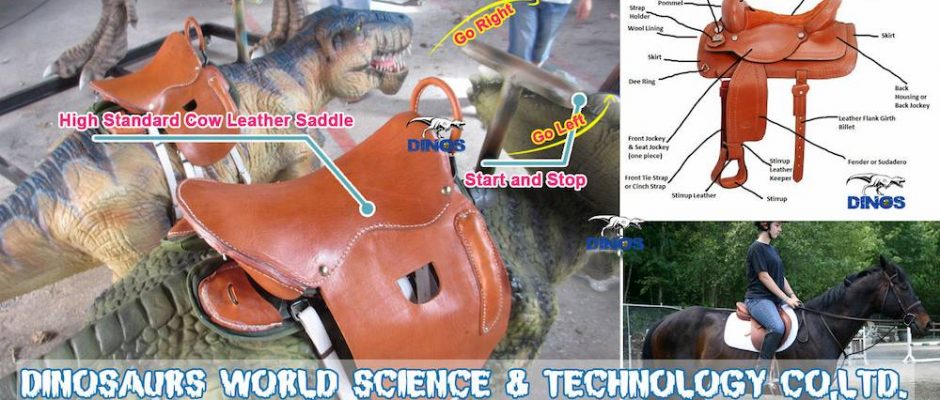 Go Right
High Standard Cow Leather Saddle
DINOS
Go Left
Start and Stop
Strap
Holder
Pommel
Wool Lining
Skirt
Dee Ring
Skirt
Back
Housing or
Back Jockey
Leather Flank Girth
Billet
Front Jockey
& Seat Jockey
(one piece)
Stirrup
Leather
Keeper
Fender or Sudadero
Front Tie Strap
or Cinch Strap
Stirrup Leather
Stirrup
DINOS
DINOS
DINOSAURS WORLD SCIENCE & TECHNOLOGY CO,LTD.